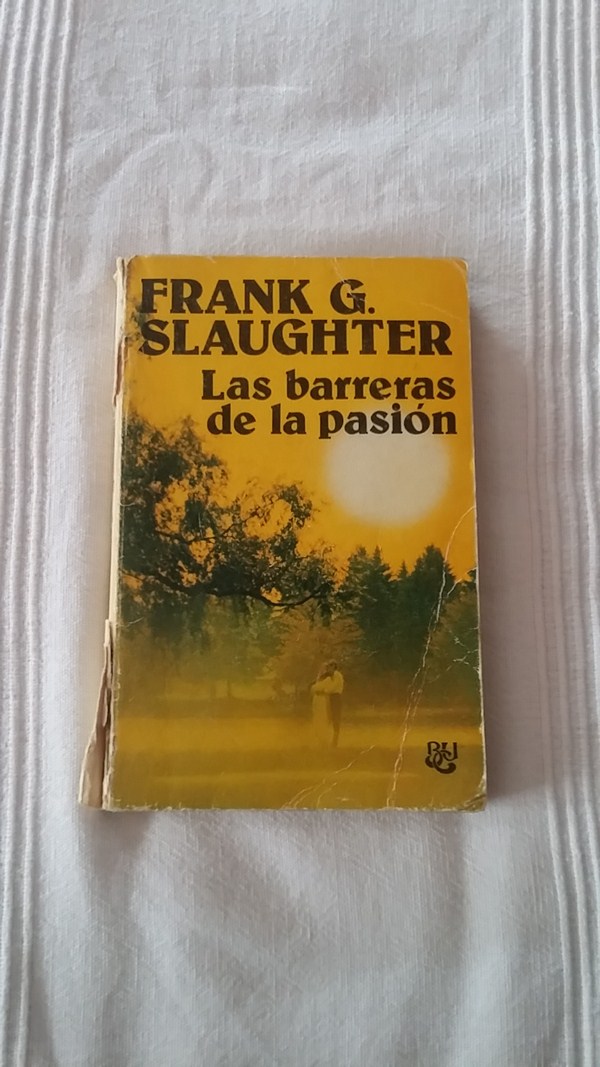 FRANK G.
SLAUGHTER
Las barreras
de la pasión